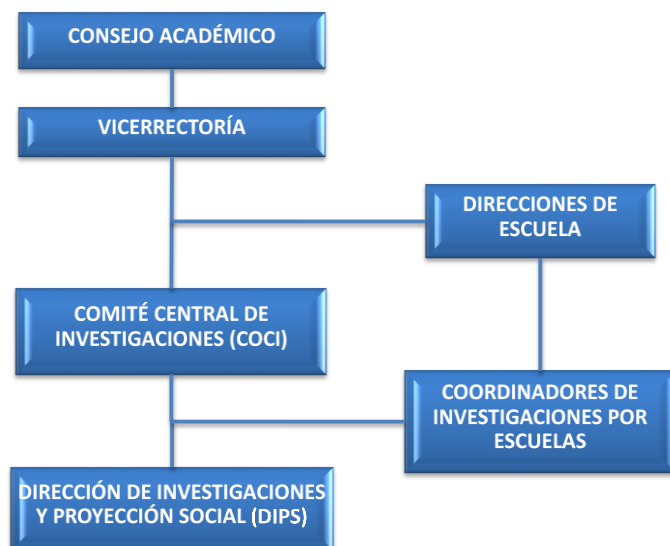 CONSEJO ACADÉMICO
VICERRECTORÍA
DIRECCIONES DE
ESCUELA
COMITÉ CENTRAL DE
INVESTIGACIONES (COCI)
COORDINADORES DE
INVESTIGACIONES POR
ESCUELAS
DIRECCIÓN DE INVESTIGACIONES
Y PROYECCIÓN SOCIAL (DIPS)